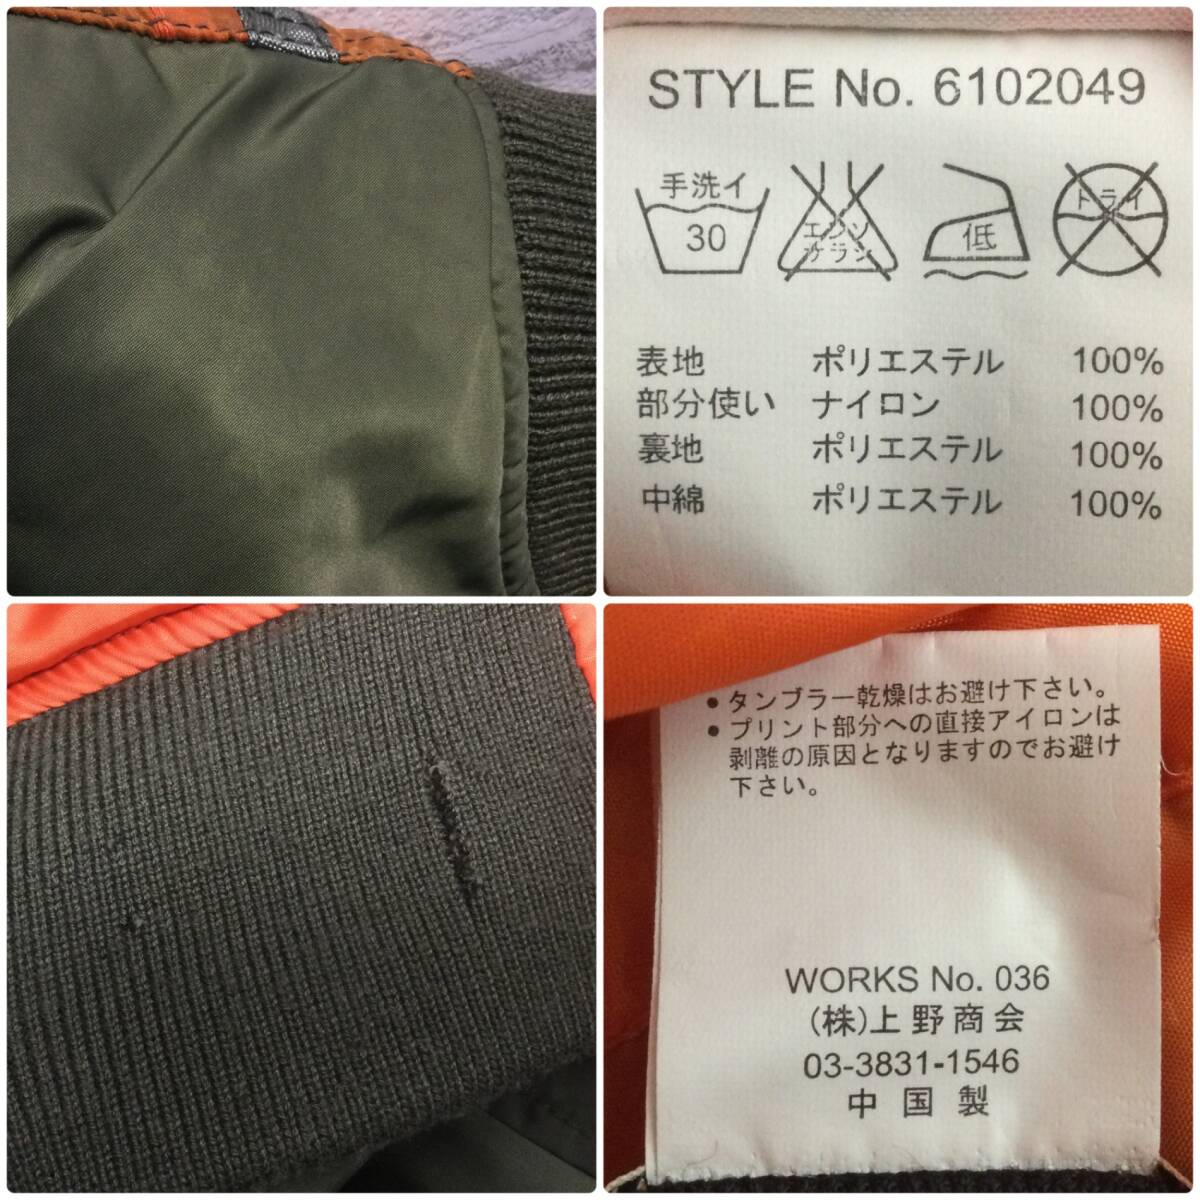 STYLE No. 6102049
手洗イ
30
エンソ
サラシ
低
ドライ
表地 ポリエステル 100%
部分使い ナイロン 100%
裏地 ポリエステル 100%
中綿 ポリエステル 100%
●タンブラー乾燥はお避け下さい。
●プリント部分への直接アイロンは
剥離の原因となりますのでお避け
下さい。
WORKS No. 036
(株)上野商会
03-3831-1546
中国製